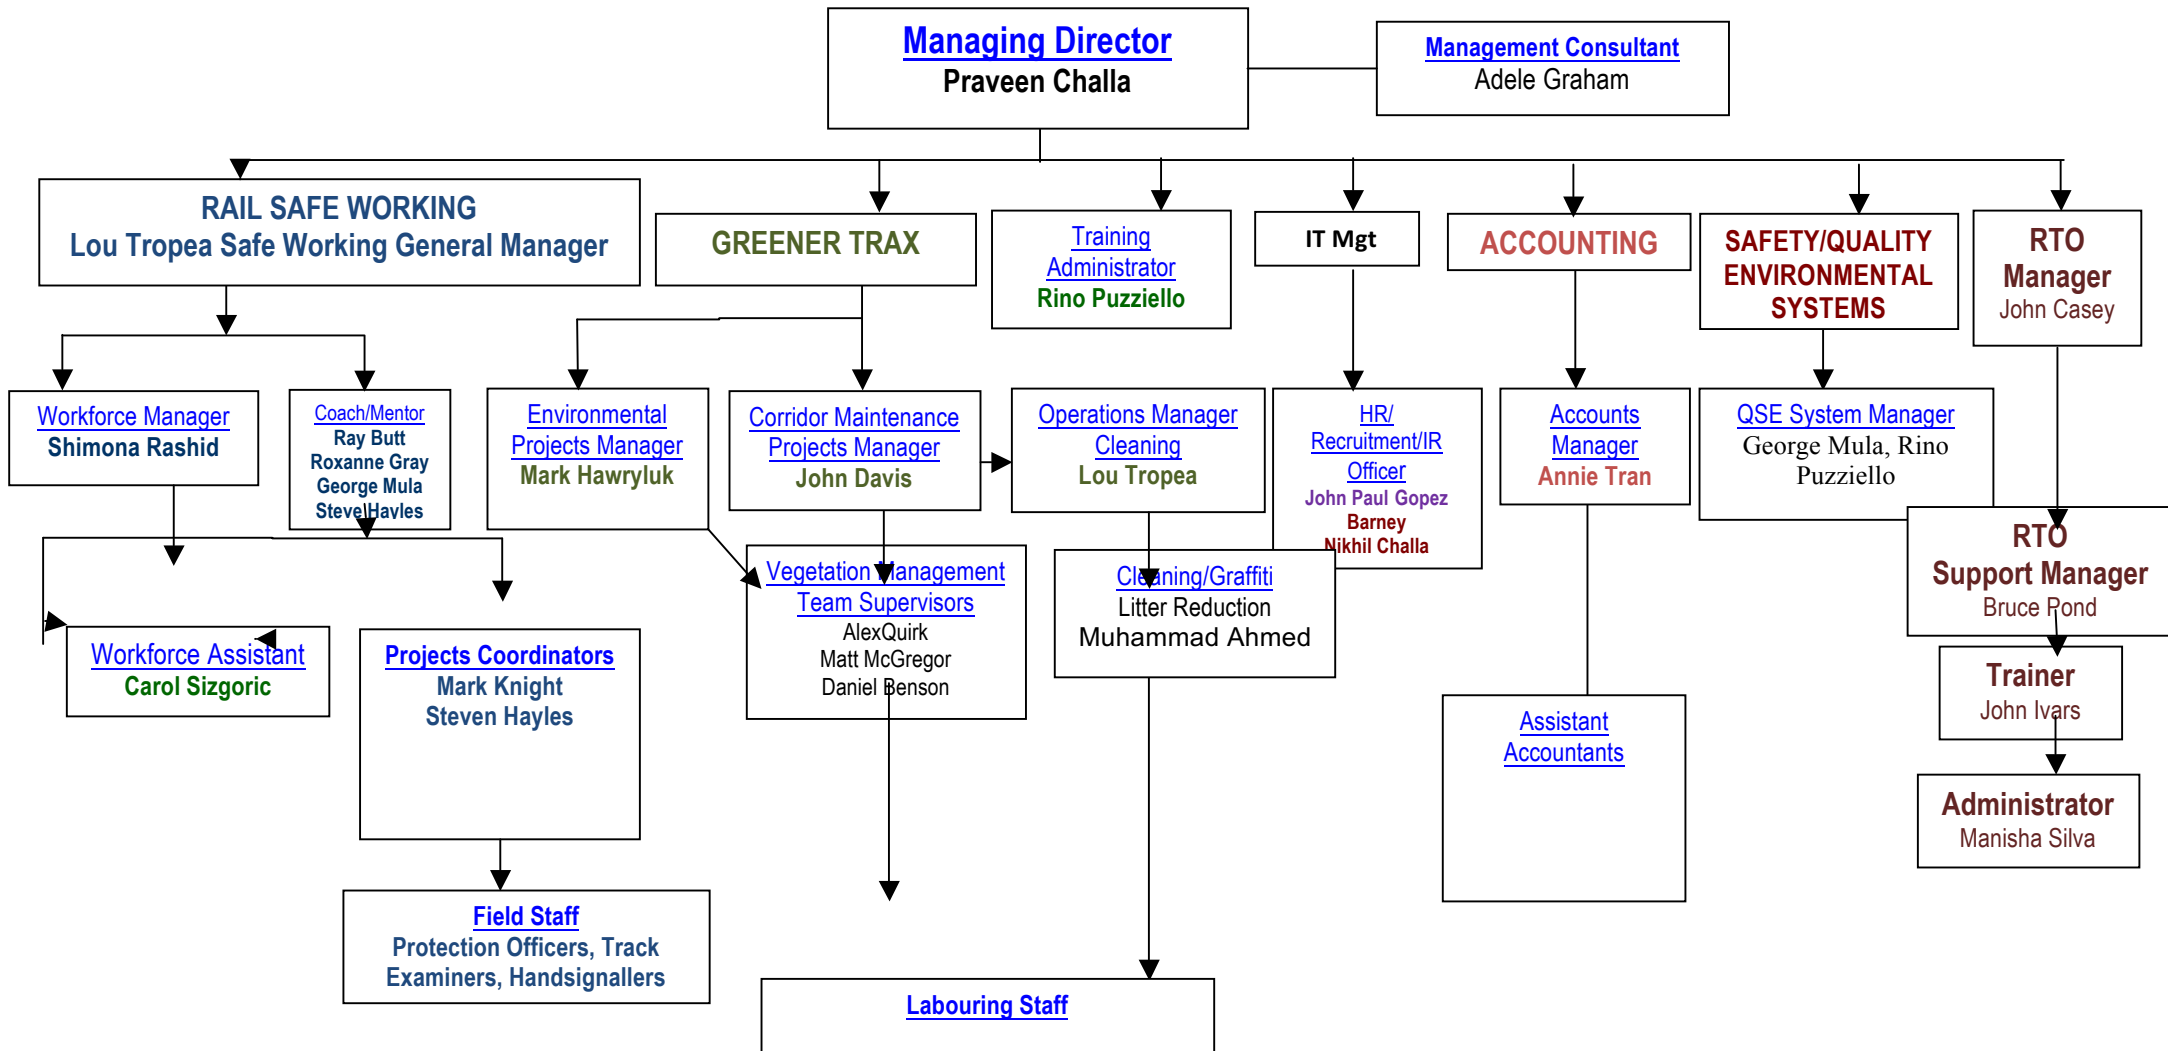 Managing Director
Praveen Challa
Management Consultant
Adele Graham
RAIL SAFE WORKING
Lou Tropea Safe Working General Manager
GREENER TRAX
Training
Administrator
Rino Puzziello
IT Mgt
ACCOUNTING
SAFETY/QUALITY
ENVIRONMENTAL
SYSTEMS
RTO
Manager
John Casey
Workforce Manager
Shimona Rashid
Coach/Mentor
Ray Butt
Roxanne Gray
George Mula
Steve Hayles
Environmental
Projects Manager
Mark Hawryluk
Corridor Maintenance
Projects Manager
John Davis
Operations Manager
Cleaning
Lou Tropea
HR/
Recruitment/IR
Officer
John Paul Gopez
Barney
Nikhil Challa
Accounts
Manager
Annie Tran
QSE System Manager
George Mula, Rino
Puzziello
RTO
Support Manager
Bruce Pond
Vegetation Management
Team Supervisors
AlexQuirk
Matt McGregor
Daniel Benson
Cleaning/Graffiti
Litter Reduction
Muhammad Ahmed
Workforce Assistant
Carol Sizgoric
Projects Coordinators
Mark Knight
Steven Hayles
Trainer
John Ivars
Assistant
Accountants
Administrator
Manisha Silva
Field Staff
Protection Officers, Track
Examiners, Handsignallers
Labouring Staff